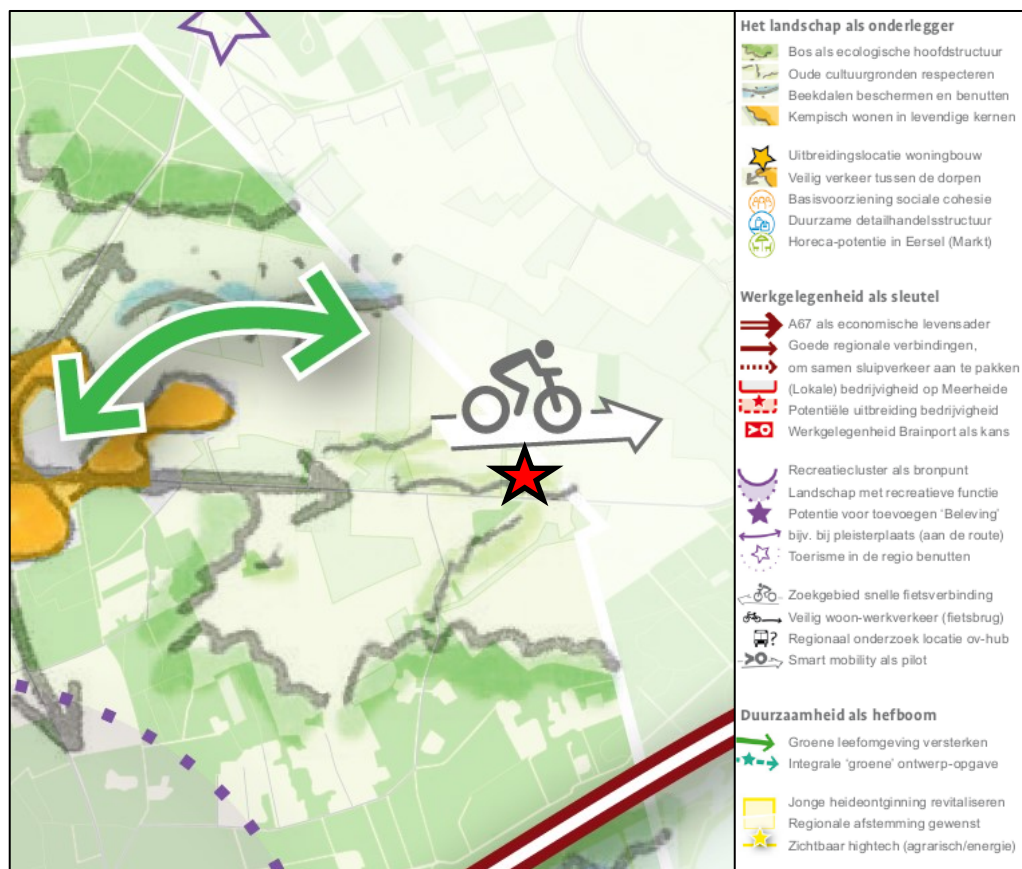 Het landschap als onderlegger
Bos als ecologische hoofdstructuur
Oude cultuurgronden respecteren
Beekdalen beschermen en benutten
Kempisch wonen in levendige kernen
Uitbreidingslocatie woningbouw
Veilig verkeer tussen de dorpen
Basisvoorziening sociale cohesie
Duurzame detailhandelsstructuur
Horeca-potentie in Eersel (Markt)
Werkgelegenheid als sleutel
A67 als economische levensader
Goede regionale verbindingen,
om samen sluipverkeer aan te pakken
(Lokale) bedrijvigheid op Meerheide
Potentiële uitbreiding bedrijvigheid
Werkgelegenheid Brainport als kans
Recreatiecluster als bronpunt
Landschap met recreatieve functie
Potentie voor toevoegen ‘Beleving’
bijv. bij pleisterplaats (aan de route)
Toerisme in de regio benutten
Zoekgebied snelle fietsverbinding
Veilig woon-werkverkeer (fietsbrug)
?
Regionaal onderzoek locatie ov-hub
Smart mobility als pilot
Duurzaamheid als hefboom
Groene leefomgeving versterken
Integrale ‘groene’ ontwerp-opgave
Jonge heideontginning revitaliseren
Regionale afstemming gewenst
Zichtbaar hightech (agrarisch/energie)